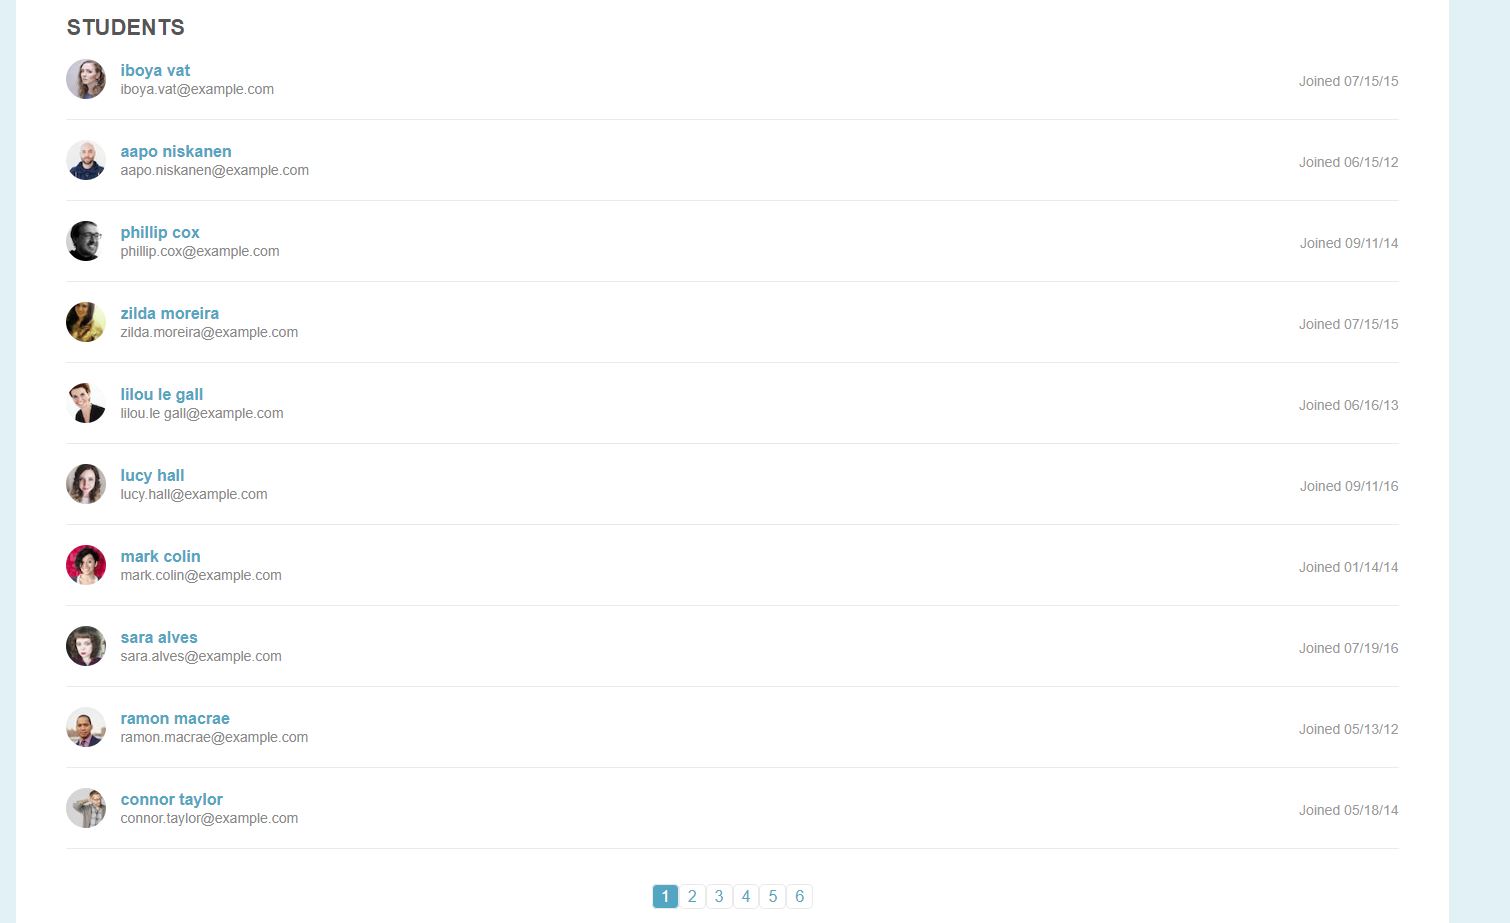 STUDENTS
iboya vat
iboya.vat@example.com
Joined 07/15/15
aapo niskanen
aapo.niskanen@example.com
Joined 06/15/12
phillip cox
phillip.cox@example.com
Joined 09/11/14
zilda moreira
zilda.moreira@example.com
Joined 07/15/15
lilou le gall
lilou.le gall@example.com
Joined 06/16/13
lucy hall
lucy.hall@example.com
Joined 09/11/16
mark colin
mark.colin@example.com
Joined 01/14/14
sara alves
sara.alves@example.com
Joined 07/19/16
ramon macrae
ramon.macrae@example.com
Joined 05/13/12
connor taylor
connor.taylor@example.com
Joined 05/18/14
1 2 3 4 5 6